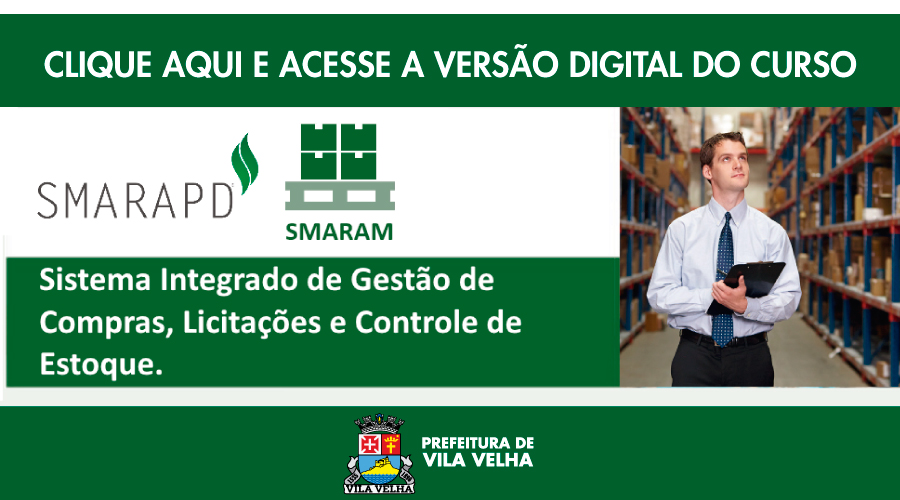 CLIQUE AQUI E ACESSE A VERSÃO DIGITAL DO CURSO
SMARAPD
SMARAM
Sistema Integrado de Gestão de
Compras, Licitações e Controle de
Estoque.
PREFEITURA DE
VILA VELHA
VILA VELHA